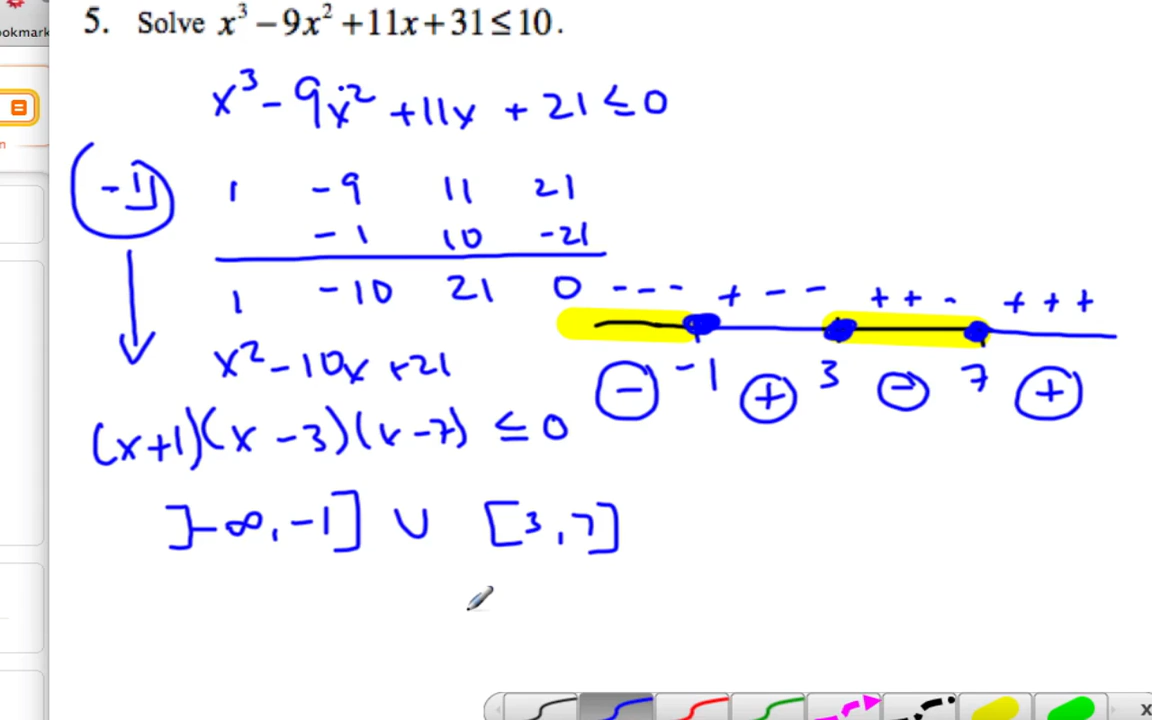 ookmark
5. Solve x³ − 9x² + 11x + 31 ≤ 10.
x³ - 9x² + 11x + 21 ≤ 0
-1 1 -9 11 21
-1 10 -21
1 -10 21 0
--- +-- ++- +++
x² - 10x + 21
- -1 + 3 - 7 +
(x+1)(x-3)(x-7) ≤ 0
]-∞, -1] ∪ [3, 7]
x